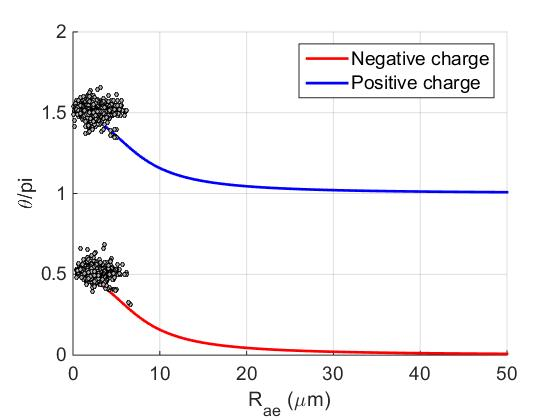 2
Negative charge
Positive charge
1.5
1
0.5
0
θ/pi
0 10 20 30 40 50
R_ae (μm)